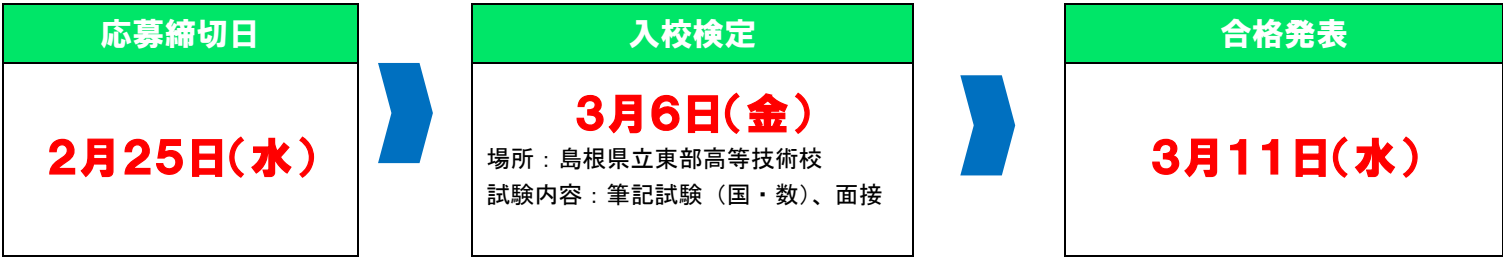 応募締切日
2月25日(水)
入校検定
3月6日(金)
場所：島根県立東部高等技術校
試験内容：筆記試験（国・数)、面接
合格発表
3月11日(水)